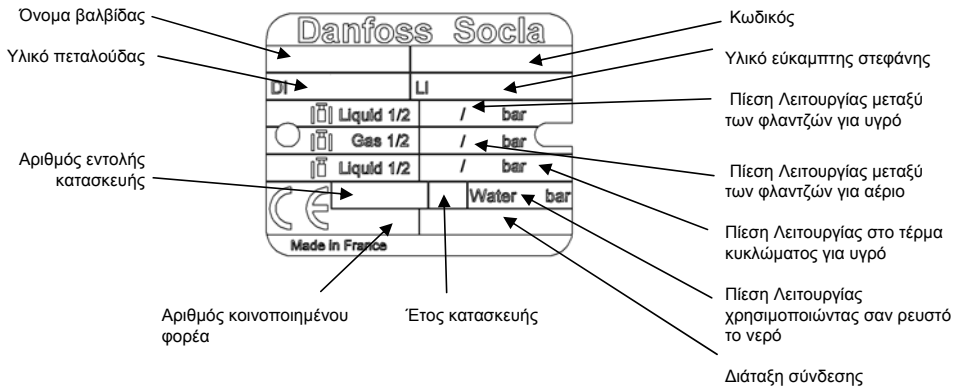 Όνομα βαλβίδας
Υλικό πεταλούδας
Αριθμός εντολής
κατασκευής
Danfoss Socla
DI
LI
Liquid 1/2 / bar
Gas 1/2 / bar
Liquid 1/2 / bar
CE
Water bar
Made in France
Κωδικός
Υλικό εύκαμπτης στεφάνης
Πίεση Λειτουργίας μεταξύ
των φλαντζών για υγρό
Πίεση Λειτουργίας μεταξύ
των φλαντζών για αέριο
Πίεση Λειτουργίας στο τέρμα
κυκλώματος για υγρό
Πίεση Λειτουργίας
χρησιμοποιώντας σαν ρευστό
το νερό
Διάταξη σύνδεσης
Αριθμός κοινοποιημένου
φορέα
Έτος κατασκευής